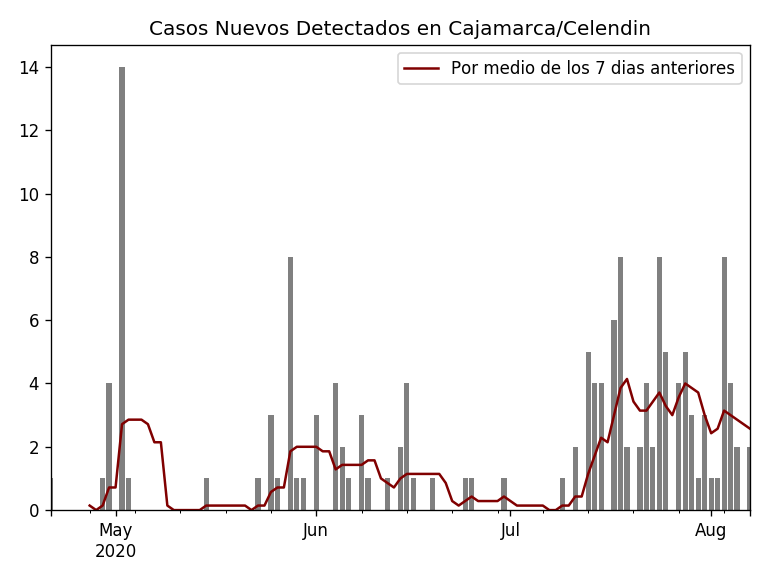 Casos Nuevos Detectados en Cajamarca/Celendin
Por medio de los 7 dias anteriores
14
12
10
8
6
4
2
0
May
2020
Jun
Jul
Aug